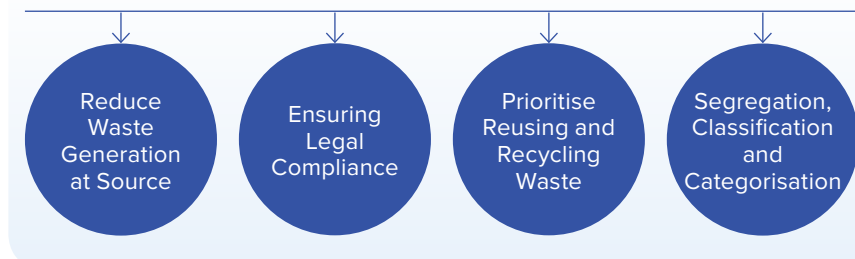 Reduce
Waste
Generation
at Source
Ensuring
Legal
Compliance
Prioritise
Reusing and
Recycling
Waste
Segregation,
Classification
and
Categorisation